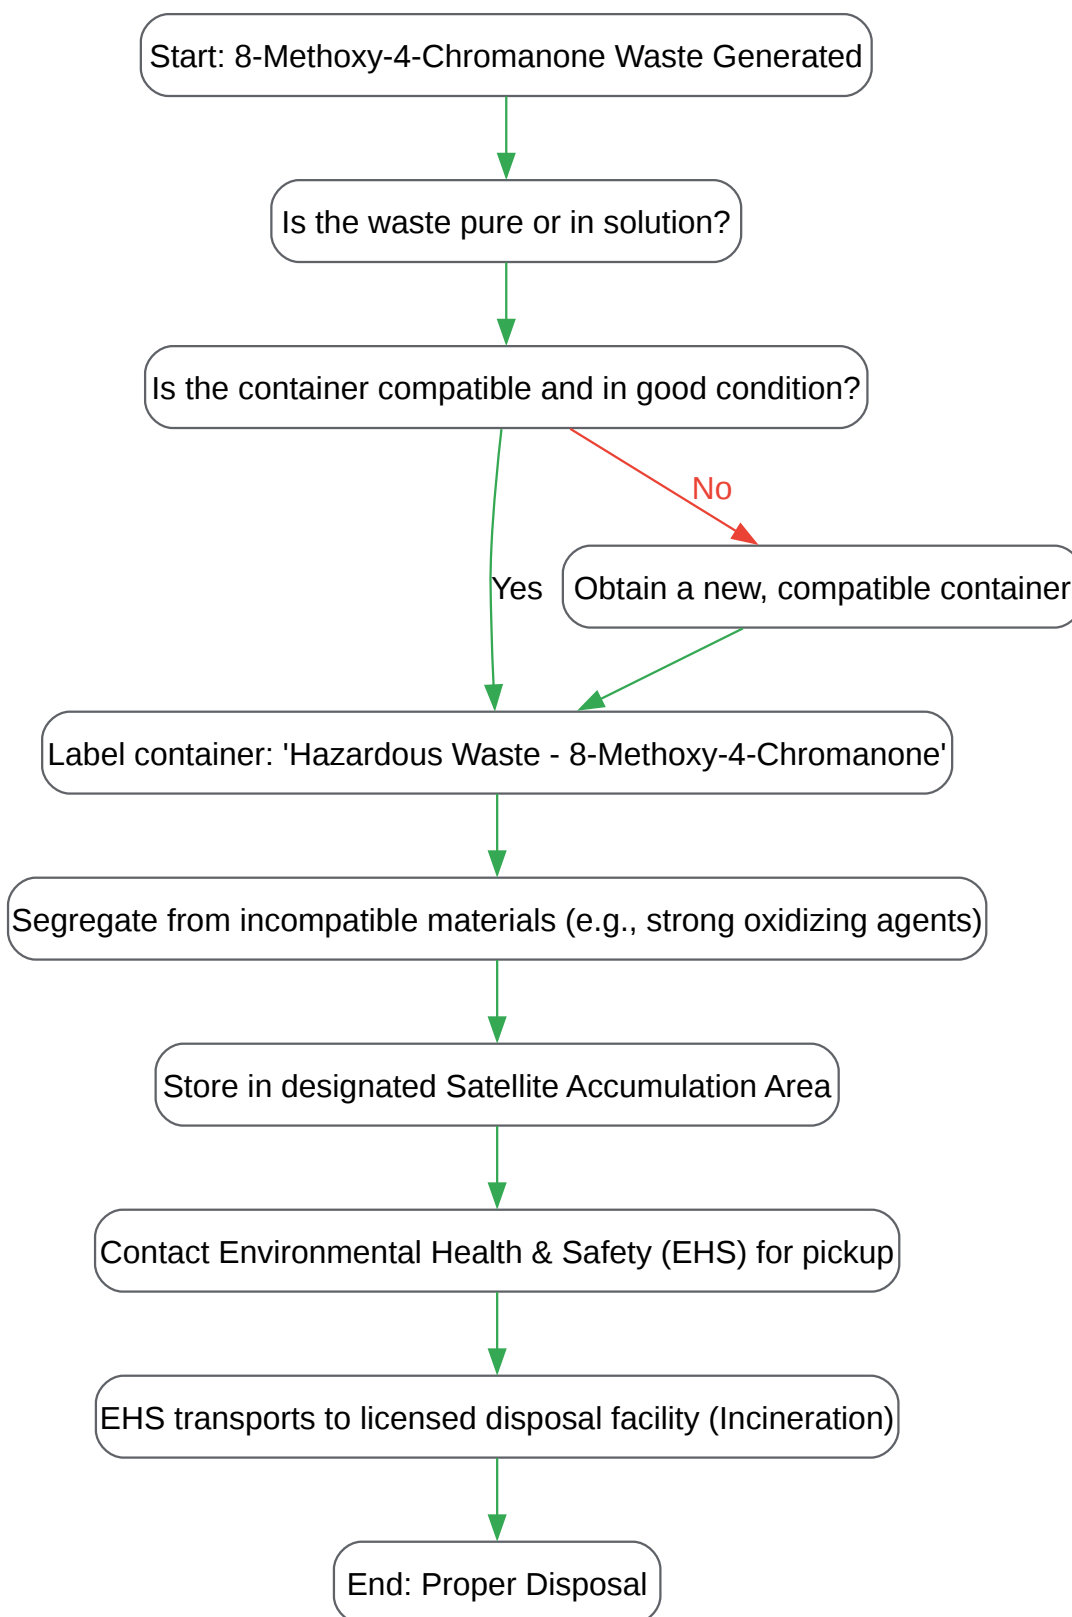 Start: 8-Methoxy-4-Chromanone Waste Generated
Is the waste pure or in solution?
Is the container compatible and in good condition?
No
Yes
Obtain a new, compatible container
Label container: 'Hazardous Waste - 8-Methoxy-4-Chromanone'
Segregate from incompatible materials (e.g., strong oxidizing agents)
Store in designated Satellite Accumulation Area
Contact Environmental Health & Safety (EHS) for pickup
EHS transports to licensed disposal facility (Incineration)
End: Proper Disposal